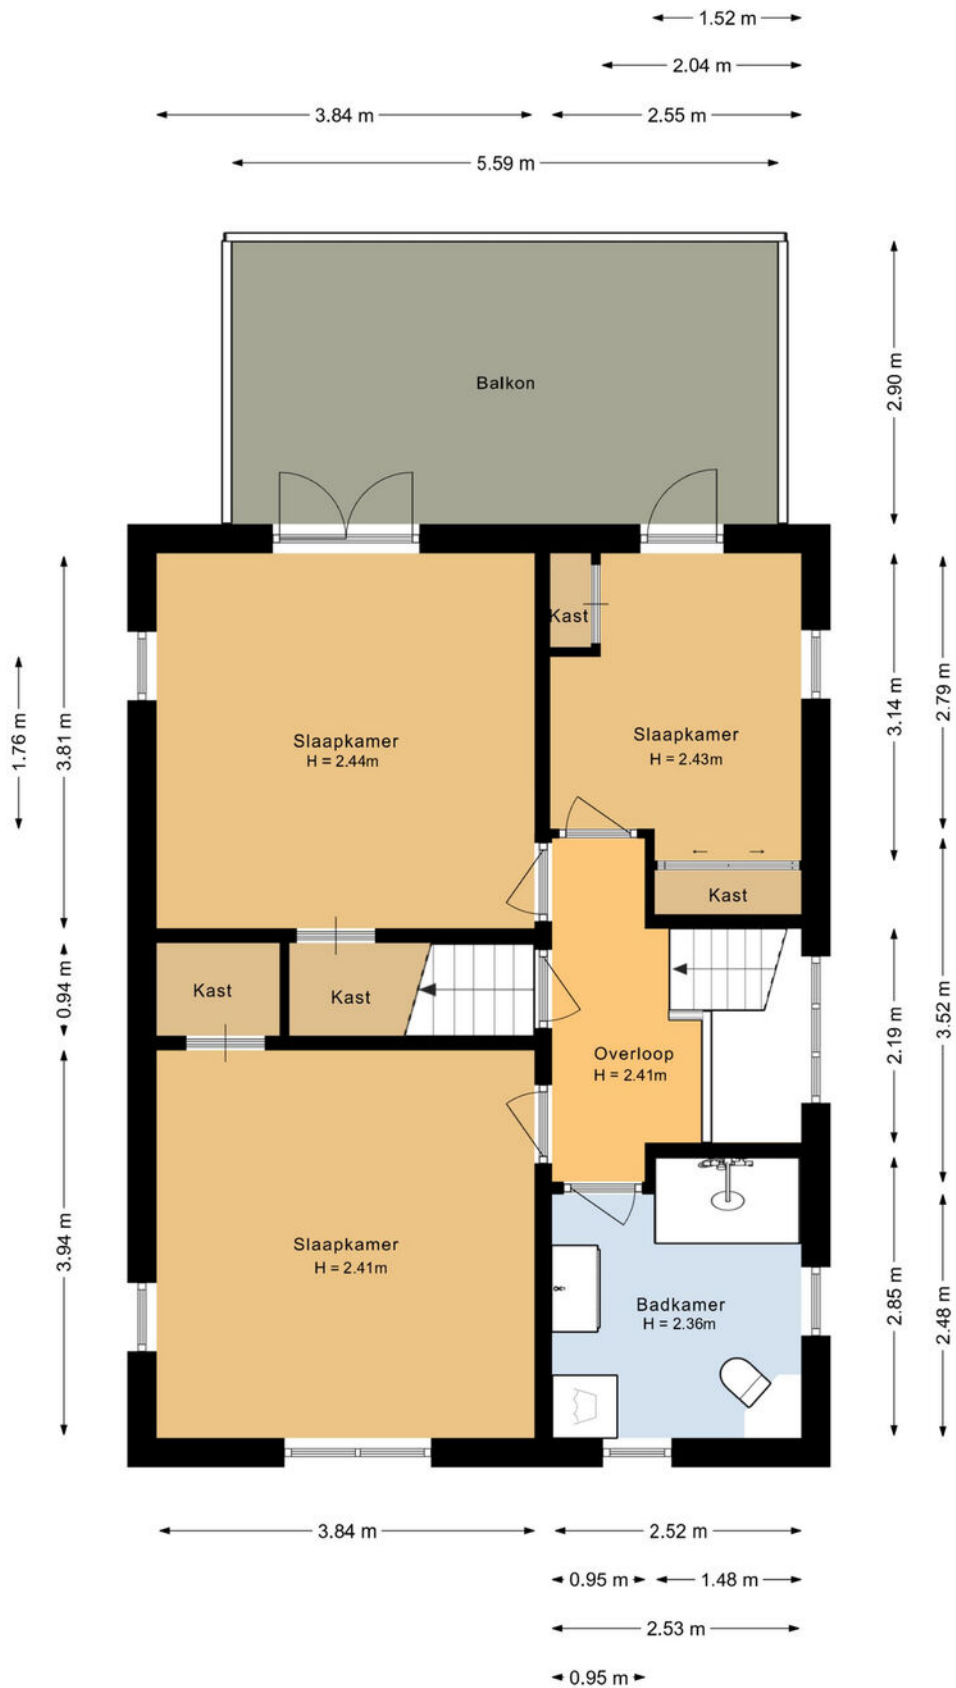 1.52 m
2.04 m
3.84 m
2.55 m
5.59 m
Balkon
2.90 m
Kast
Slaapkamer
H = 2.44m
Slaapkamer
H = 2.43m
1.76 m
3.81 m
3.14 m
2.79 m
Kast
Kast
Kast
0.94 m
Overloop
H = 2.41m
2.19 m
3.52 m
Slaapkamer
H = 2.41m
3.94 m
Badkamer
H = 2.36m
2.85 m
2.48 m
3.84 m
2.52 m
0.95 m
1.48 m
2.53 m
0.95 m